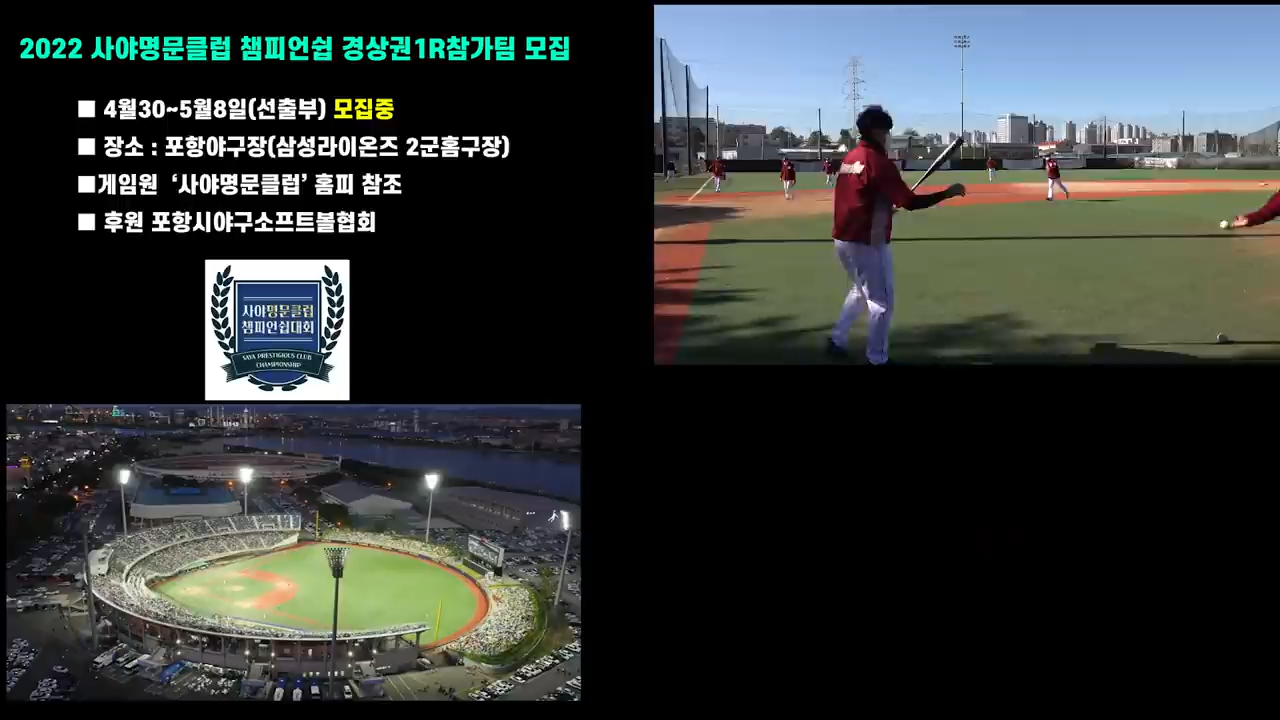 2022 사야명문클럽 챔피언쉽 경상권1R참가팀 모집
■ 4월30~5월8일(선출부) 모집중
■ 장소 : 포항야구장(삼성라이온즈 2군홈구장)
■게임원 ‘사야명문클럽’ 홈피 참조
■ 후원 포항시야구소프트볼협회
사야명문클럽
챔피언쉽대회
SAYA PRESTIGIOUS CLUB
CHAMPIONSHIP